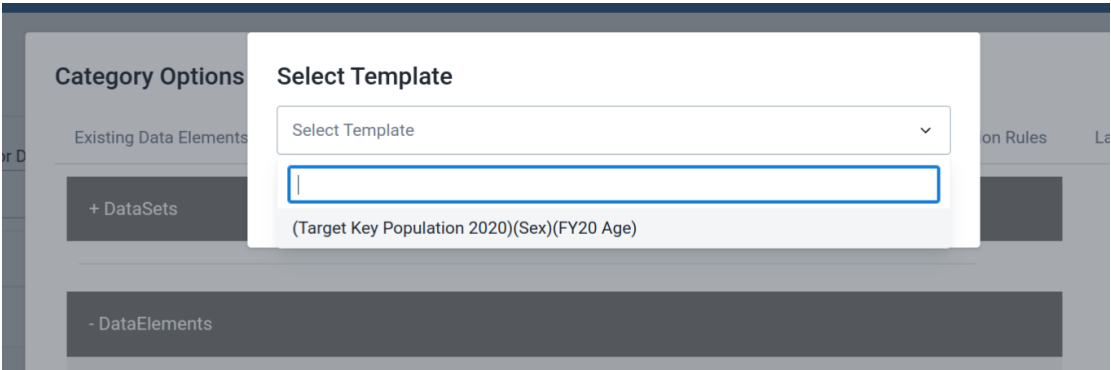 Category Options
Select Template
Select Template
Existing Data Elements
on Rules
La
or D
+ DataSets
(Target Key Population 2020)(Sex)(FY20 Age)
- DataElements